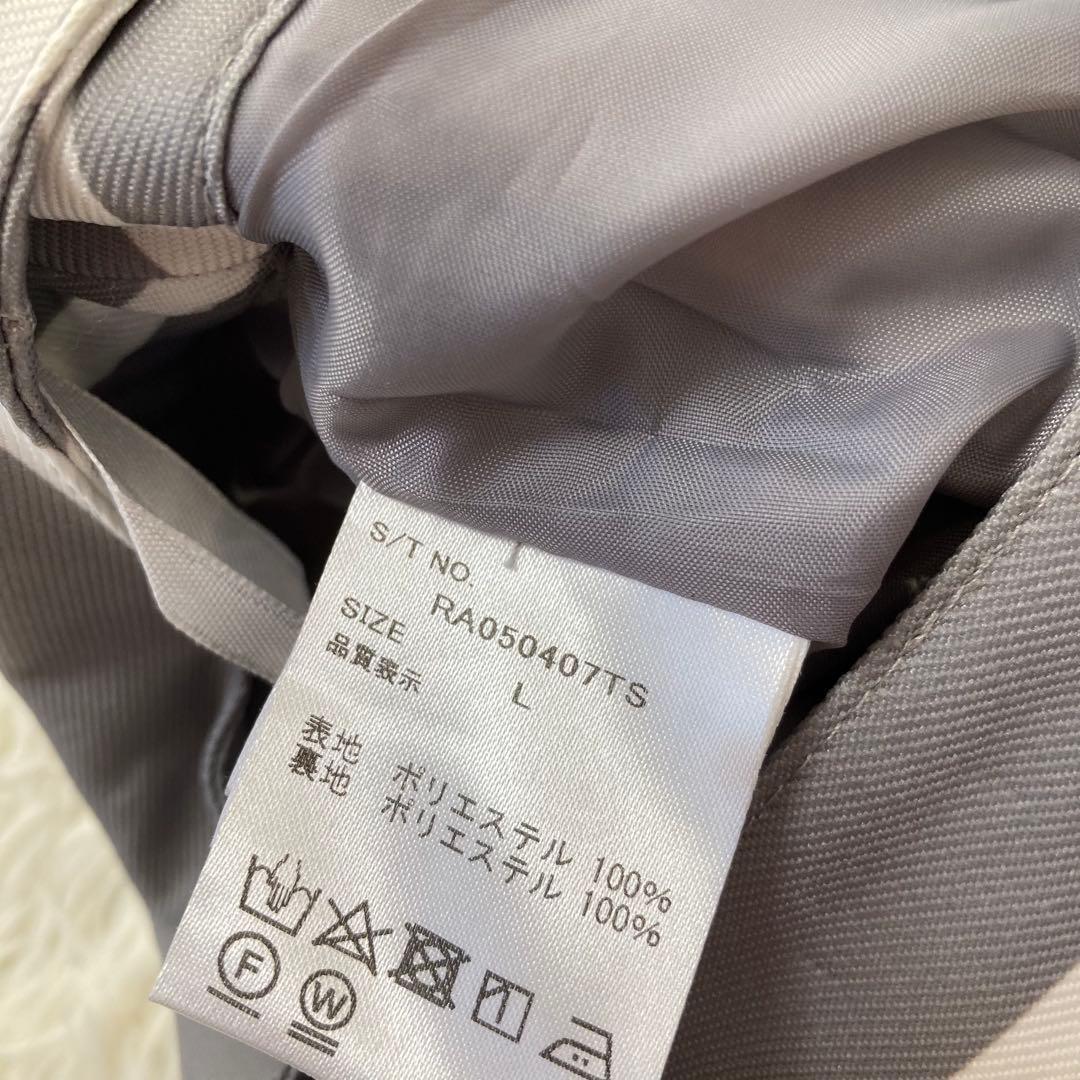 S/T NO.
RA050407TS
SIZE L
品質表示
表地 ポリエステル 100%
裏地 ポリエステル 100%
F
W